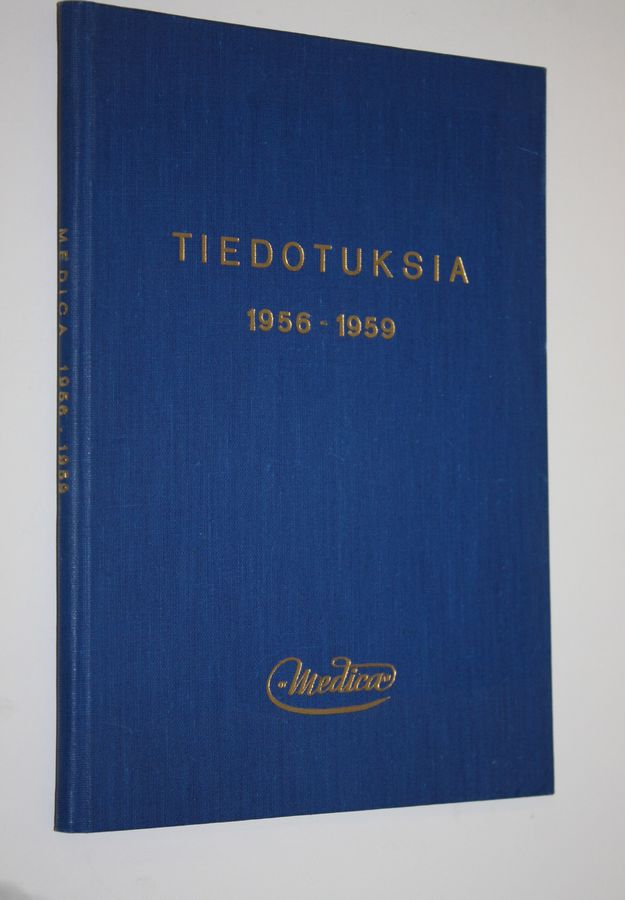 TIEDOTUKSIA
1956 - 1959
Medica
MEDICA 1956 - 1959